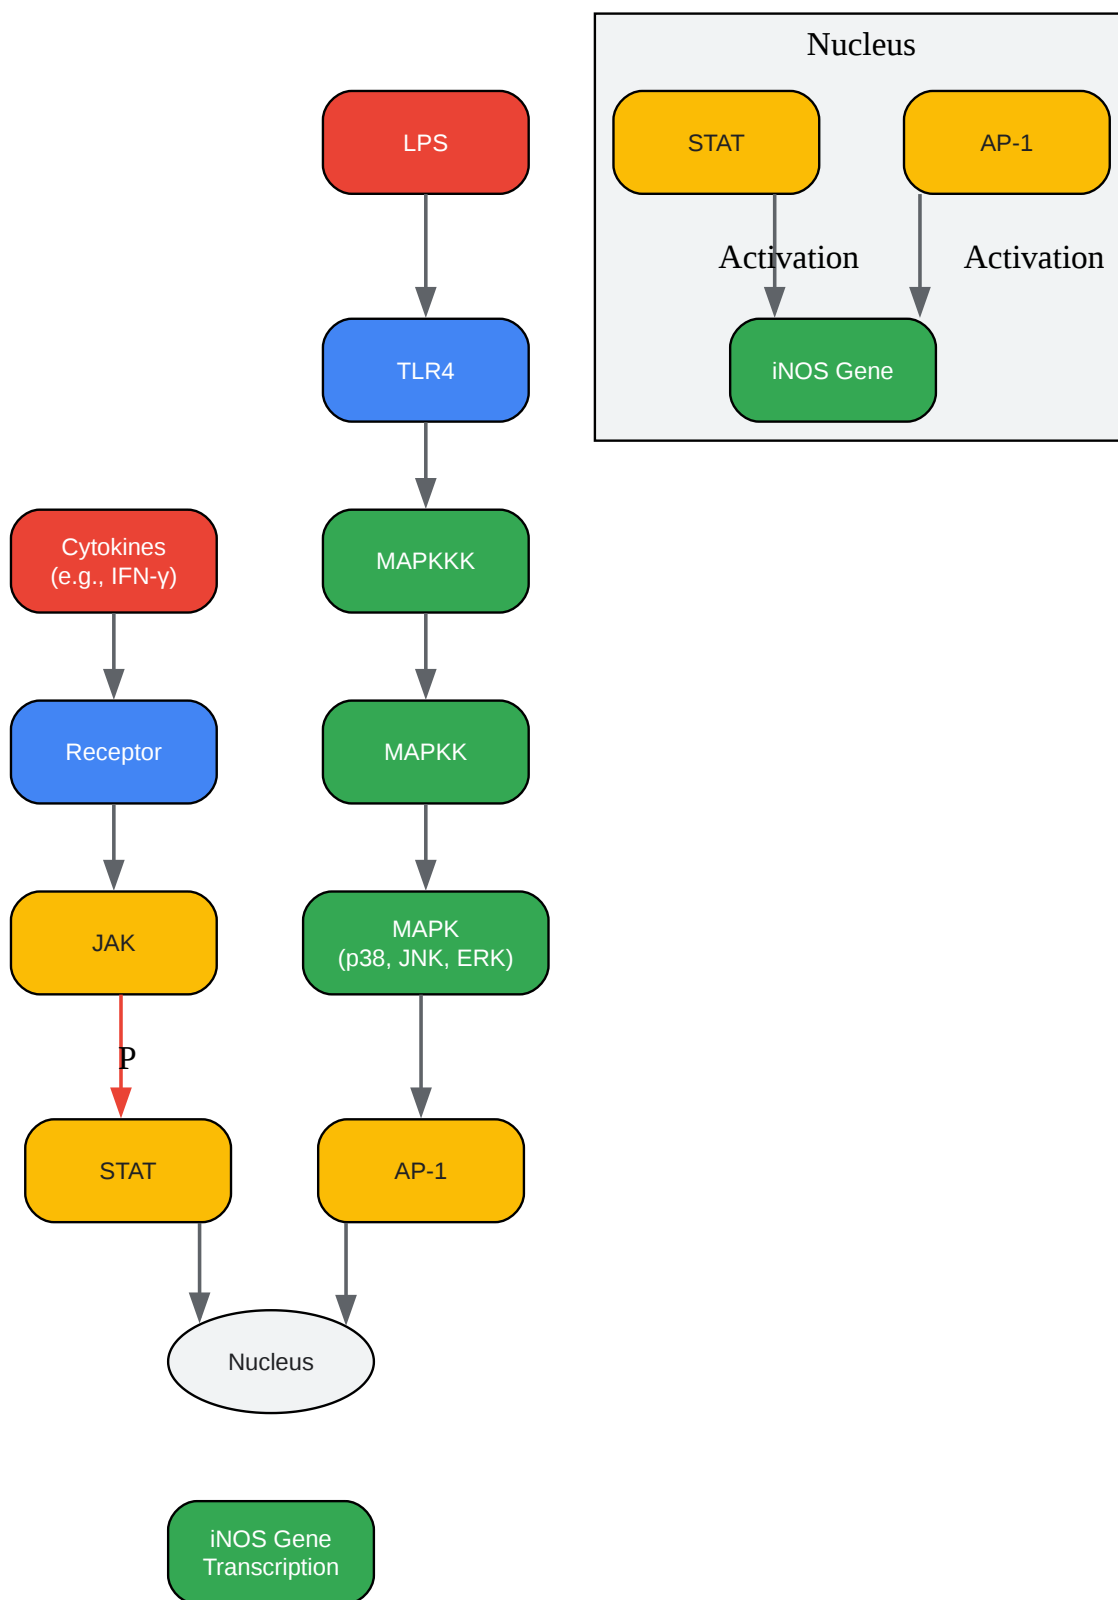 Nucleus
LPS
STAT
AP-1
Activation
Activation
TLR4
iNOS Gene
Cytokines
(e.g., IFN-γ)
MAPKKK
Receptor
MAPKK
JAK
MAPK
(p38, JNK, ERK)
P
STAT
AP-1
Nucleus
iNOS Gene
Transcription